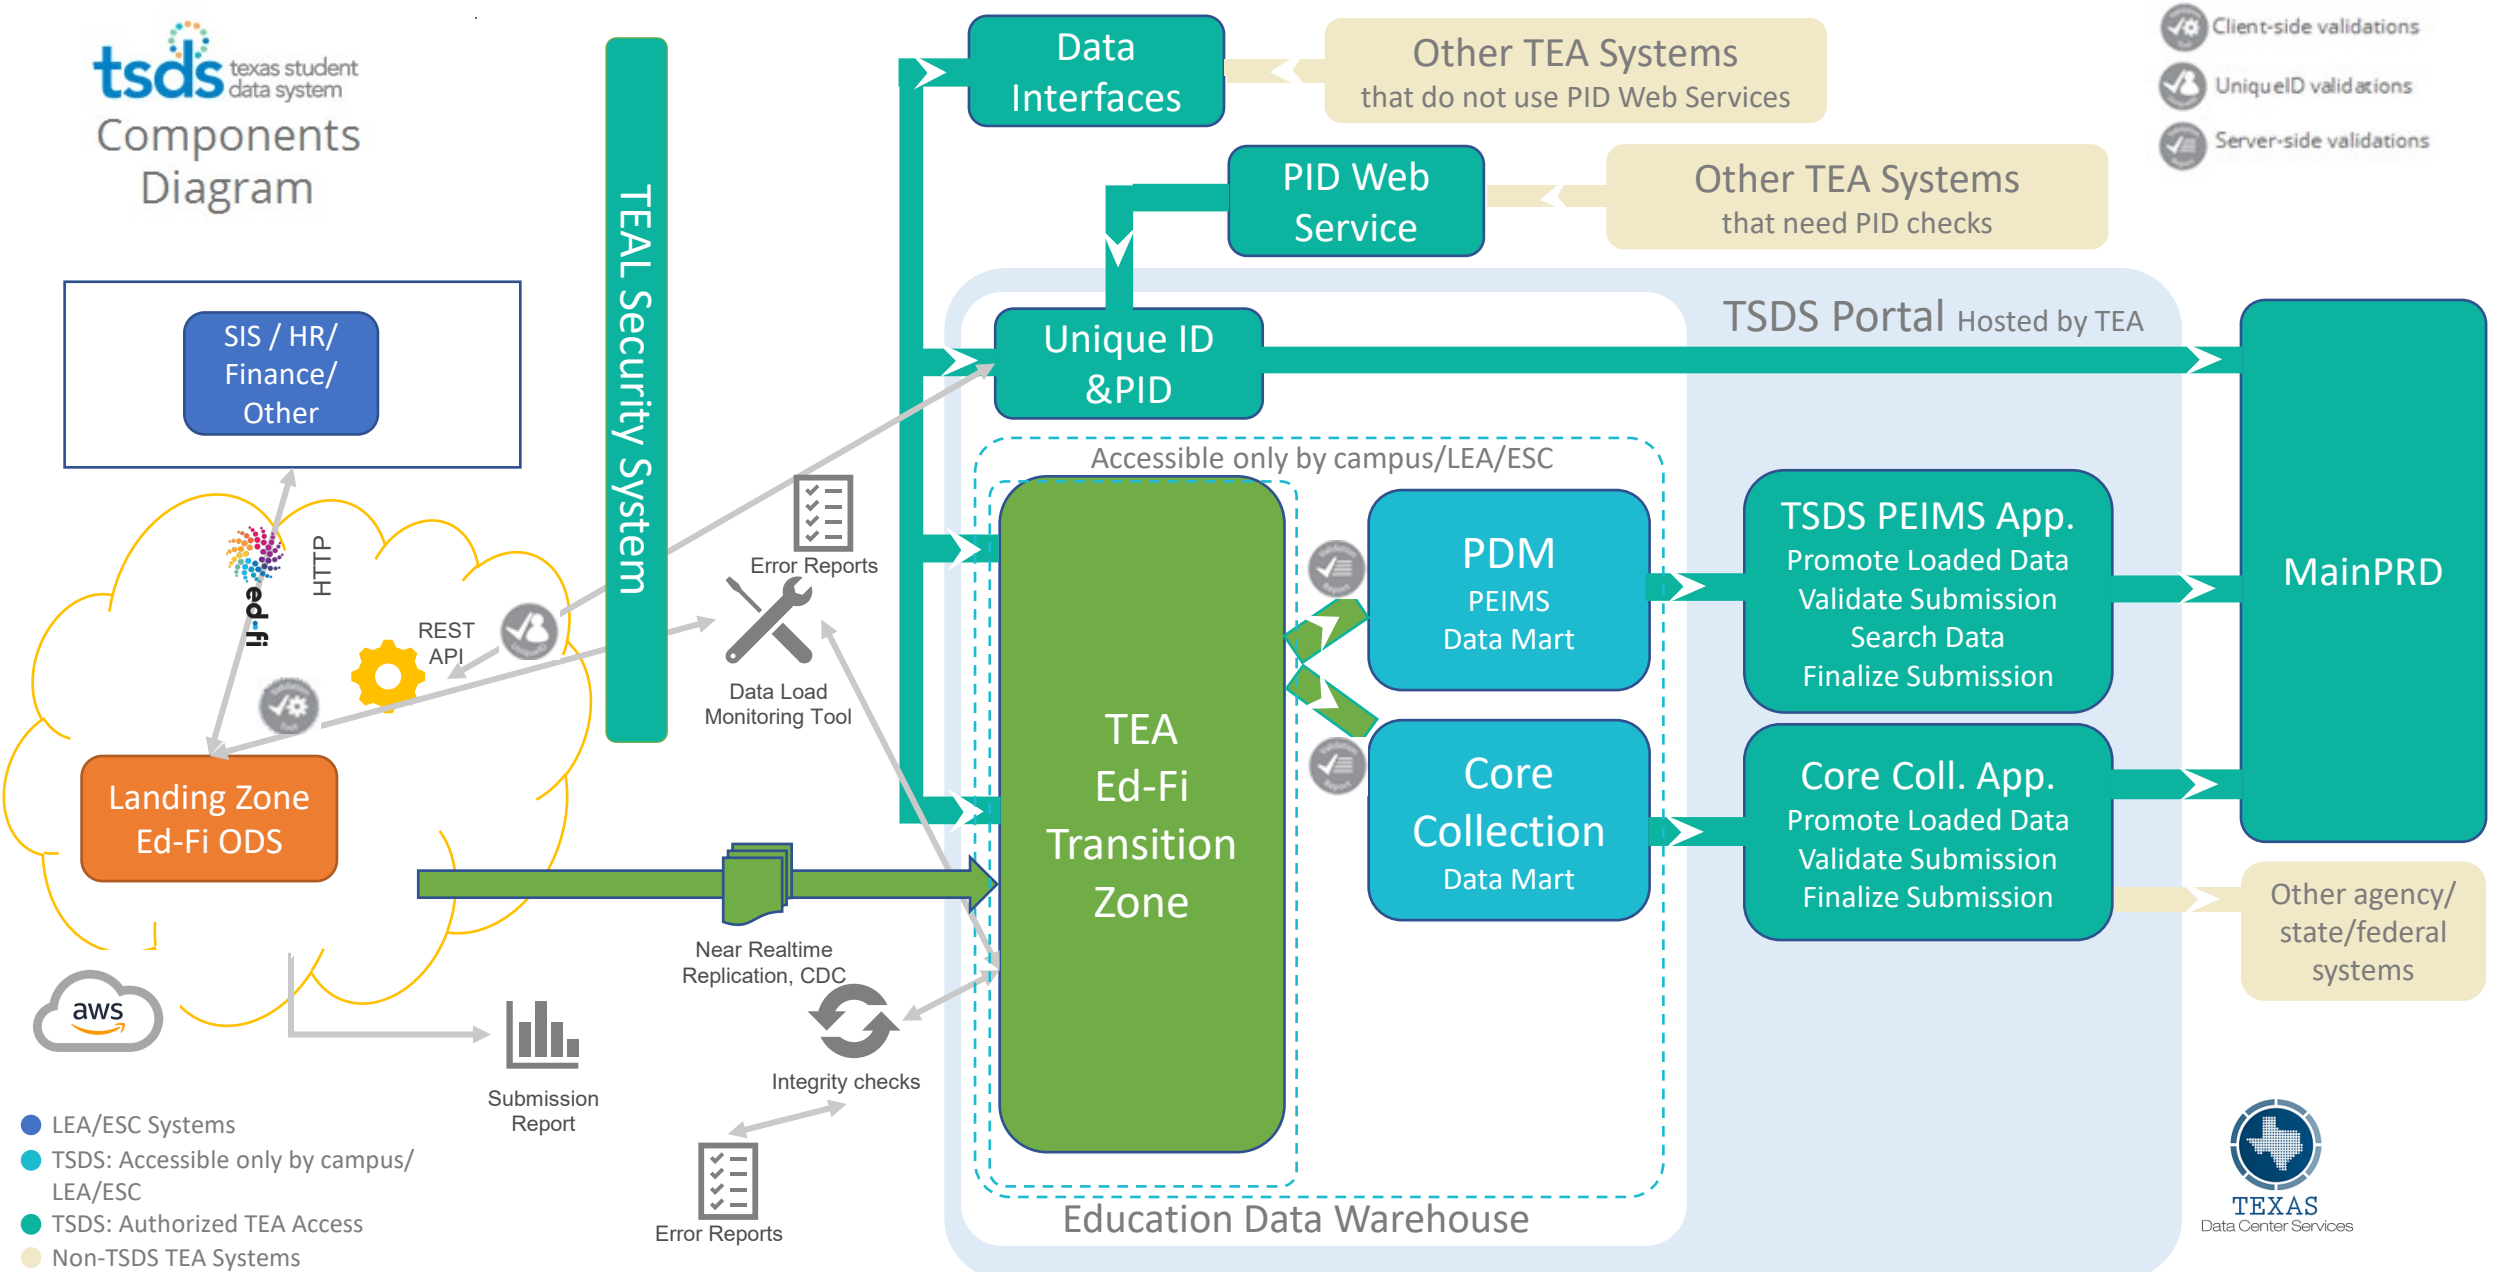 tsds texas student
data system
Components
Diagram
Data
Interfaces
Other TEA Systems
that do not use PID Web Services
Client-side validations
UniqueID validations
Server-side validations
PID Web
Service
Other TEA Systems
that need PID checks
TEAL Security System
SIS / HR/
Finance/
Other
Unique ID
&PID
TSDS Portal Hosted by TEA
Accessible only by campus/LEA/ESC
HTTP
ed-fi
REST
API
Error Reports
Data Load
Monitoring Tool
Landing Zone
Ed-Fi ODS
TEA
Ed-Fi
Transition
Zone
Validation
Report
PDM
PEIMS
Data Mart
Validation
Report
Core
Collection
Data Mart
TSDS PEIMS App.
Promote Loaded Data
Validate Submission
Search Data
Finalize Submission
Core Coll. App.
Promote Loaded Data
Validate Submission
Finalize Submission
MainPRD
Other agency/
state/federal
systems
Near Realtime
Replication, CDC
aws
Submission
Report
Integrity checks
Error Reports
Education Data Warehouse
LEA/ESC Systems
TSDS: Accessible only by campus/
LEA/ESC
TSDS: Authorized TEA Access
Non-TSDS TEA Systems
TEXAS
Data Center Services